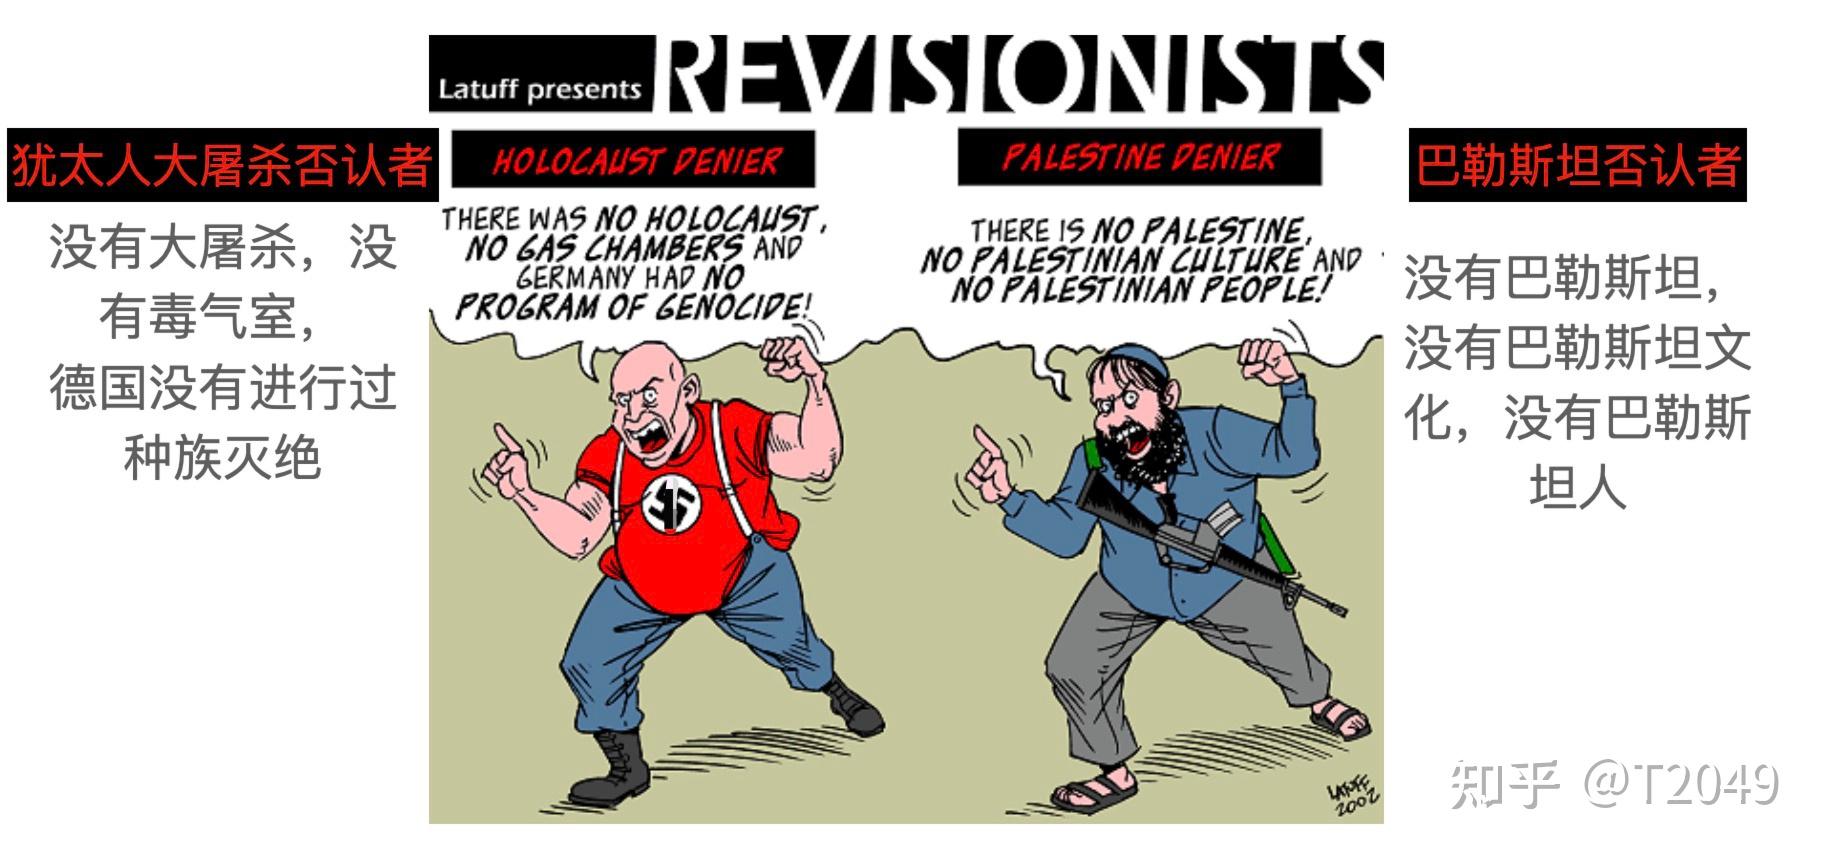 Latuff presents REVISIONISTS
犹太人大屠杀否认者
没有大屠杀，没
有毒气室，
德国没有进行过
种族灭绝
HOLOCAUST DENIER
THERE WAS NO HOLOCAUST,
NO GAS CHAMBERS AND
GERMANY HAD NO
PROGRAM OF GENOCIDE!
PALESTINE DENIER
THERE IS NO PALESTINE,
NO PALESTINIAN CULTURE AND
NO PALESTINIAN PEOPLE!
巴勒斯坦否认者
没有巴勒斯坦，
没有巴勒斯坦文
化，没有巴勒斯
坦人
LATUFF
2002
知乎 @T2049